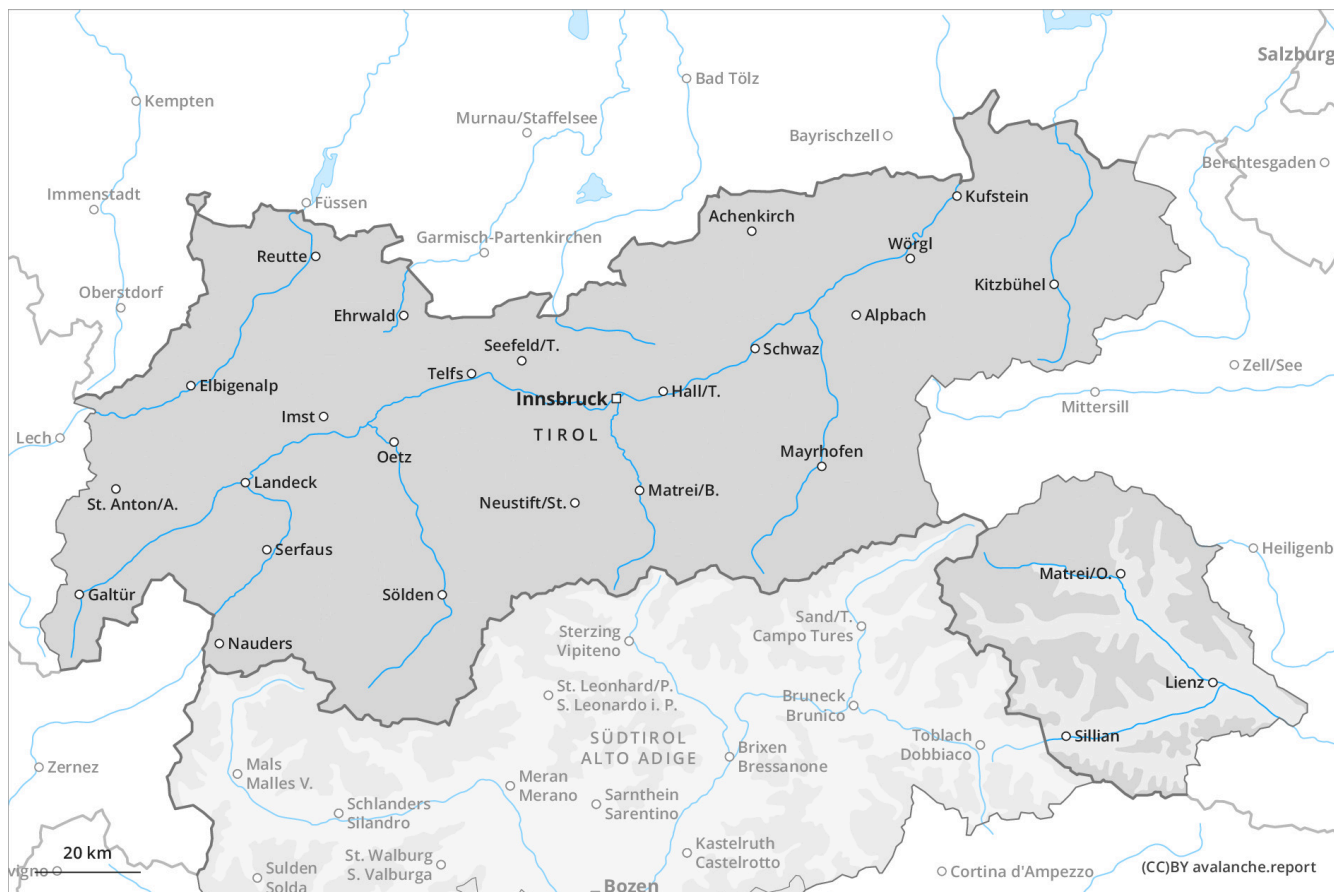 Salzburg
Bad Tölz
Kempten
Murnau/Staffelsee
Bayrischzell
Berchtesgaden
Immenstadt
Füssen
Kufstein
Achenkirch
Garmisch-Partenkirchen
Wörgl
Reutte
Kitzbühel
Oberstdorf
Ehrwald
Alpbach
Seefeld/T.
Schwaz
Zell/See
Telfs
Elbigenalp
Hall/T.
Innsbruck
Mittersill
Imst
TIROL
Lech
Oetz
Mayrhofen
Landeck
St. Anton/A.
Neustift/St.
Matrei/B.
Serfaus
Heiligenb
Matrei/O.
Galtür
Sölden
Sand/T.
Campo Tures
Sterzing
Vipiteno
Nauders
Lienz
St. Leonhard/P.
S. Leonardo i. P.
Bruneck
Brunico
SÜDTIROL
ALTO ADIGE
Toblach
Dobbiaco
Sillian
Brixen
Bressanone
Zernez
Mals
Malles V.
Meran
Merano
Sarnthein
Sarentino
Schlanders
Silandro
Kastelruth
Castelrotto
20 km
vigno
St. Walburg
S. Valburga
Sulden
Solda
Cortina d'Ampezzo
(CC)BY avalanche.report
Bozen